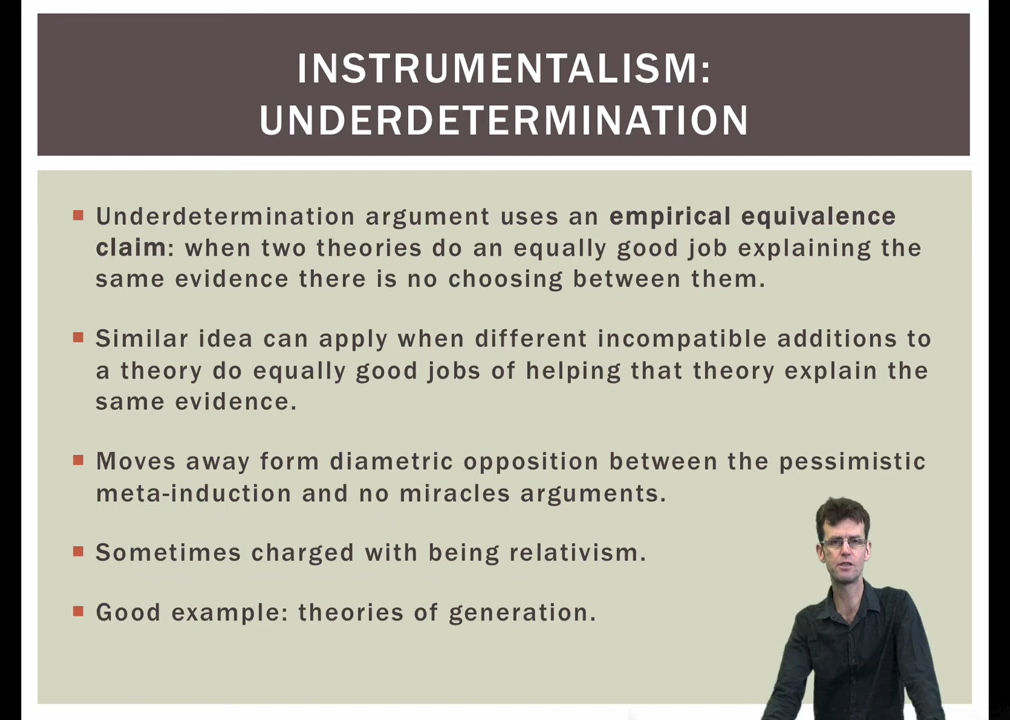 INSTRUMENTALISM:
UNDERDETERMINATION
Underdetermination argument uses an empirical equivalence
claim: when two theories do an equally good job explaining the
same evidence there is no choosing between them.
Similar idea can apply when different incompatible additions to
a theory do equally good jobs of helping that theory explain the
same evidence.
Moves away form diametric opposition between the pessimistic
meta-induction and no miracles arguments.
Sometimes charged with being relativism.
Good example: theories of generation.